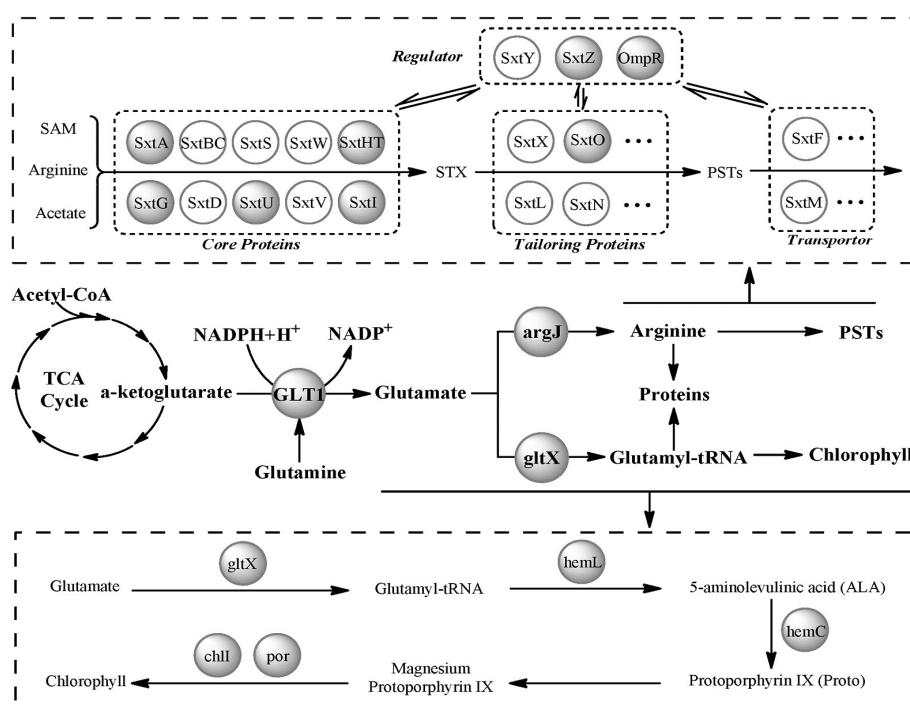 Regulator
SxtY SxtZ OmpR
SAM
Arginine
Acetate
SxtA SxtBC SxtS SxtW SxtHT
SxtG SxtD SxtU SxtV SxtI
Core Proteins
STX
SxtX SxtO •••
SxtL SxtN •••
Tailoring Proteins
PSTs
SxtF •••
SxtM •••
Transportor
Acetyl-CoA
TCA
Cycle
a-ketoglutarate
NADPH+H+
NADP+
GLT1
Glutamine
Glutamate
argJ
Arginine
PSTs
Proteins
gltX
Glutamyl-tRNA
Chlorophyll
Glutamate
gltX
Glutamyl-tRNA
hemL
5-aminolevulinic acid (ALA)
hemC
Protoporphyrin IX (Proto)
Magnesium
Protoporphyrin IX
chlI por
Chlorophyll